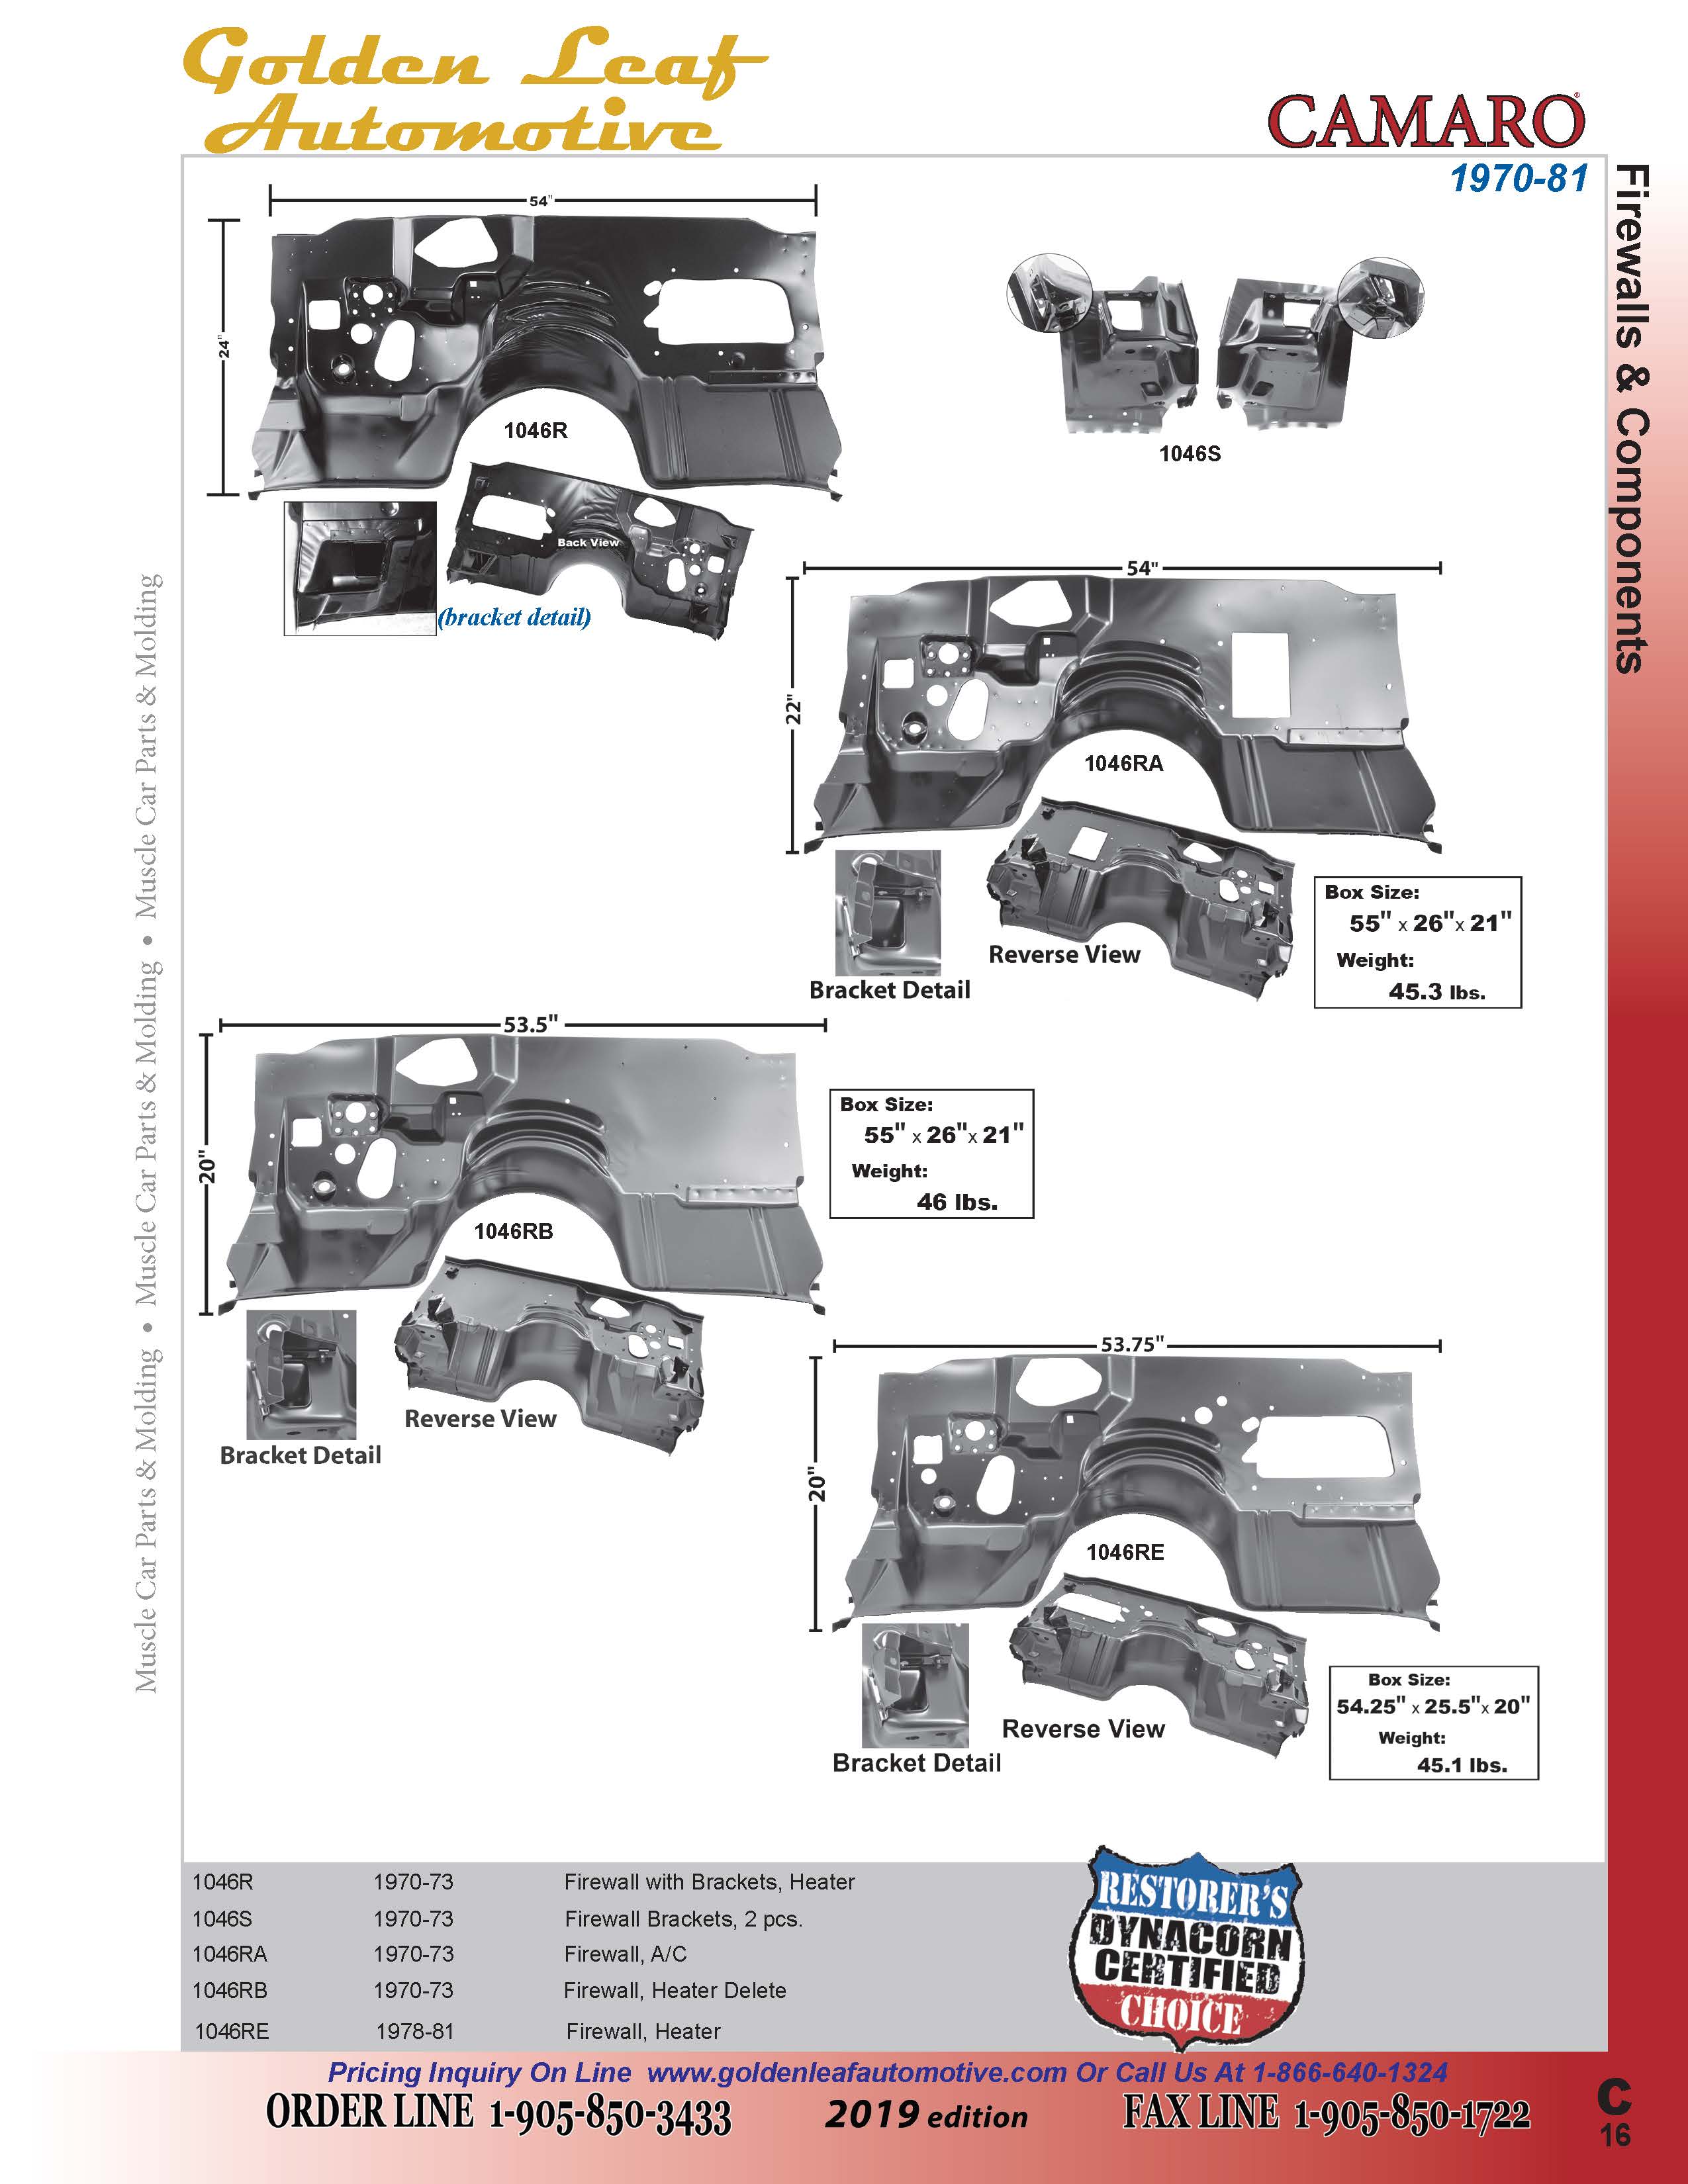 Golden Leaf
Automotive
CAMARO®
1970-81
Firewalls & Components
Muscle Car Parts & Molding • Muscle Car Parts & Molding • Muscle Car Parts & Molding
54"
24"
1046R
Back View
(bracket detail)
1046S
54"
22"
1046RA
Reverse View
Bracket Detail
Box Size:
55" x 26"x 21"
Weight:
45.3 lbs.
53.5"
20"
1046RB
Reverse View
Bracket Detail
Box Size:
55" x 26"x 21"
Weight:
46 lbs.
53.75"
20"
1046RE
Reverse View
Bracket Detail
Box Size:
54.25" x 25.5"x 20"
Weight:
45.1 lbs.
1046R 1970-73 Firewall with Brackets, Heater
1046S 1970-73 Firewall Brackets, 2 pcs.
1046RA 1970-73 Firewall, A/C
1046RB 1970-73 Firewall, Heater Delete
1046RE 1978-81 Firewall, Heater
RESTORER'S
DYNACORN
CERTIFIED
CHOICE
Pricing Inquiry On Line www.goldenleafautomotive.com Or Call Us At 1-866-640-1324
ORDER LINE 1-905-850-3433 2019 edition FAX LINE 1-905-850-1722
C
16